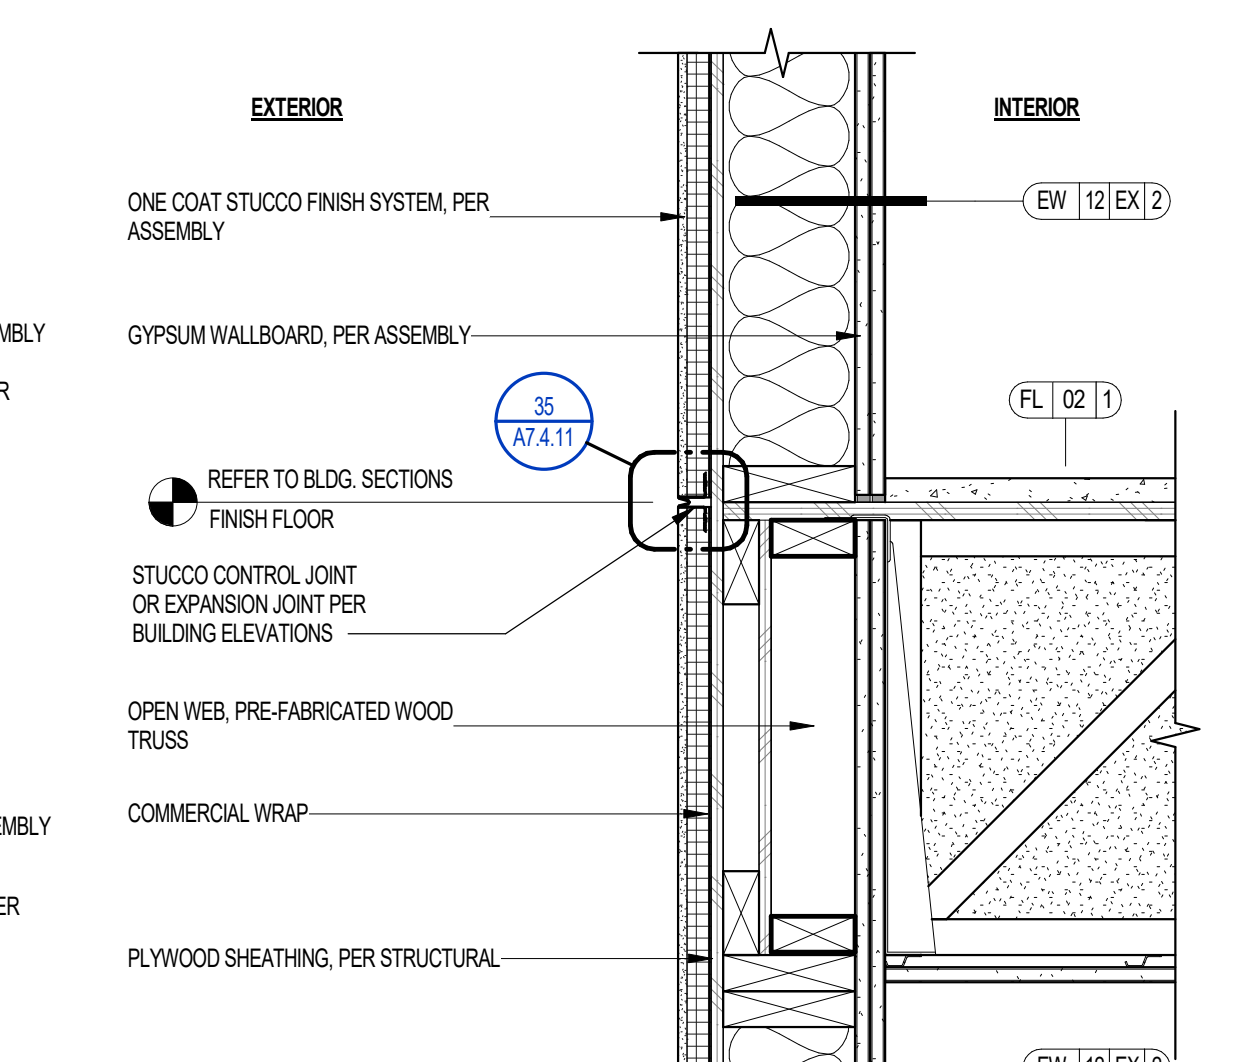 EXTERIOR
INTERIOR
ONE COAT STUCCO FINISH SYSTEM, PER
ASSEMBLY
EW 12 EX 2
MBLY
GYPSUM WALLBOARD, PER ASSEMBLY
R
FL 02 1
35
A7.4.11
REFER TO BLDG. SECTIONS
FINISH FLOOR
STUCCO CONTROL JOINT
OR EXPANSION JOINT PER
BUILDING ELEVATIONS
OPEN WEB, PRE-FABRICATED WOOD
TRUSS
COMMERCIAL WRAP
EMBLY
ER
PLYWOOD SHEATHING, PER STRUCTURAL